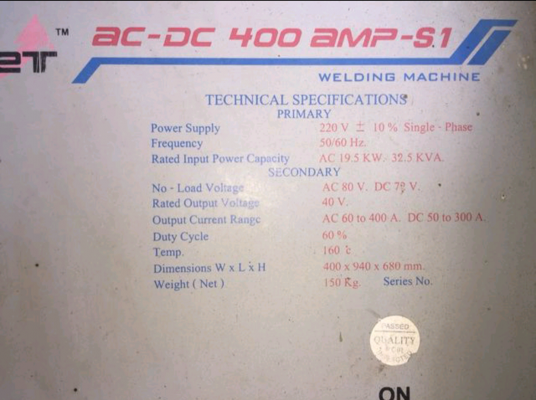 ET™ AC-DC 400 AMP-S1
WELDING MACHINE
TECHNICAL SPECIFICATIONS
PRIMARY
Power Supply 220 V ± 10 % Single - Phase
Frequency 50/60 Hz.
Rated Input Power Capacity AC 19.5 KW. 32.5 KVA.
SECONDARY
No - Load Voltage AC 80 V. DC 78 V.
Rated Output Voltage 40 V.
Output Current Range AC 60 to 400 A. DC 50 to 300 A.
Duty Cycle 60 %
Temp. 160 ℃
Dimensions W x L x H 400 x 940 x 680 mm.
Weight ( Net ) 150 Kg. Series No.
PASSED
QUALITY
ON